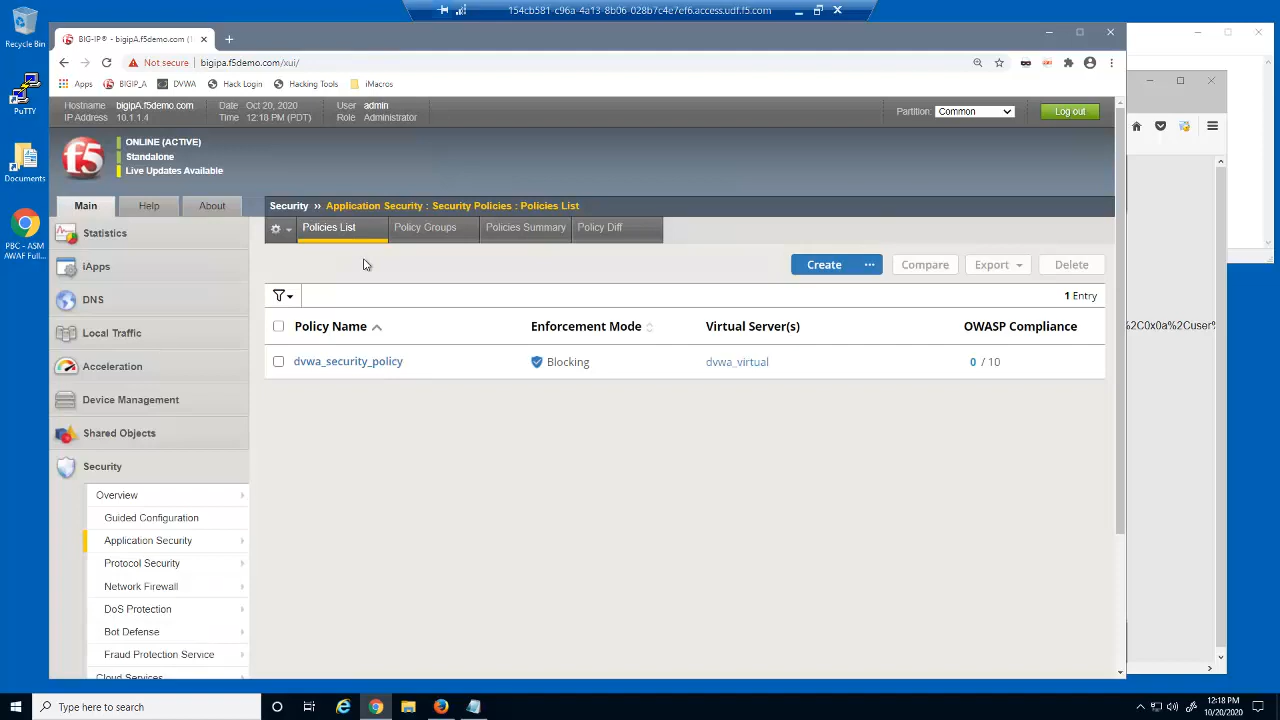 154cb581-c96a-4a13-8b06-028b7c4e7ef6.access.udf.f5.com
Recycle Bin
PuTTY
Documents
PBC - ASM
AWAF Full...
BIG-IP® - bigipA.f5demo.com (
Not secure
bigipa.f5demo.com/xui/
Apps
BIGIP_A
DVWA
Hack Login
Hacking Tools
iMacros
Hostname bigipA.f5demo.com
IP Address 10.1.1.4
Date Oct 20, 2020
Time 12:18 PM (PDT)
User admin
Role Administrator
Partition: Common
Log out
f5
ONLINE (ACTIVE)
Standalone
Live Updates Available
Main
Help
About
Security ›› Application Security : Security Policies : Policies List
Policies List
Policy Groups
Policies Summary
Policy Diff
Statistics
iApps
DNS
Local Traffic
Acceleration
Device Management
Shared Objects
Security
Overview
Guided Configuration
Application Security
Protocol Security
Network Firewall
DoS Protection
Bot Defense
Fraud Protection Service
Cloud Services
Create
Compare
Export
Delete
1 Entry
Policy Name
Enforcement Mode
Virtual Server(s)
OWASP Compliance
dvwa_security_policy
Blocking
dvwa_virtual
0 / 10
%2C0x0a%2Cuser%
Type here to search
12:18 PM
10/20/2020